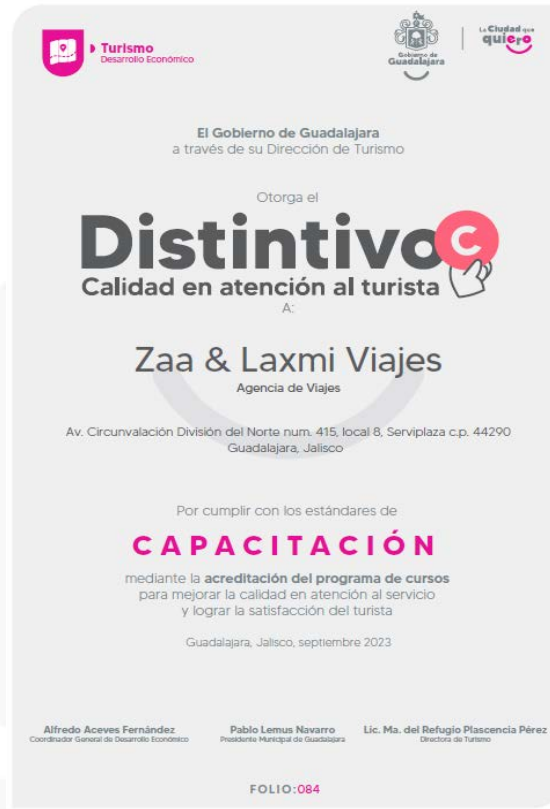 Turismo
Desarrollo Económico
Gobierno de
Guadalajara
La Ciudad que
quiero
El Gobierno de Guadalajara
a través de su Dirección de Turismo
Otorga el
Distintivo C
Calidad en atención al turista
A:
Zaa & Laxmi Viajes
Agencia de Viajes
Av. Circunvalación División del Norte num. 415, local 8, Serviplaza c.p. 44290
Guadalajara, Jalisco
Por cumplir con los estándares de
CAPACITACIÓN
mediante la acreditación del programa de cursos
para mejorar la calidad en atención al servicio
y lograr la satisfacción del turista
Guadalajara, Jalisco, septiembre 2023
Alfredo Aceves Fernández
Coordinador General de Desarrollo Económico
Pablo Lemus Navarro
Presidente Municipal de Guadalajara
Lic. Ma. del Refugio Plascencia Pérez
Directora de Turismo
FOLIO:084